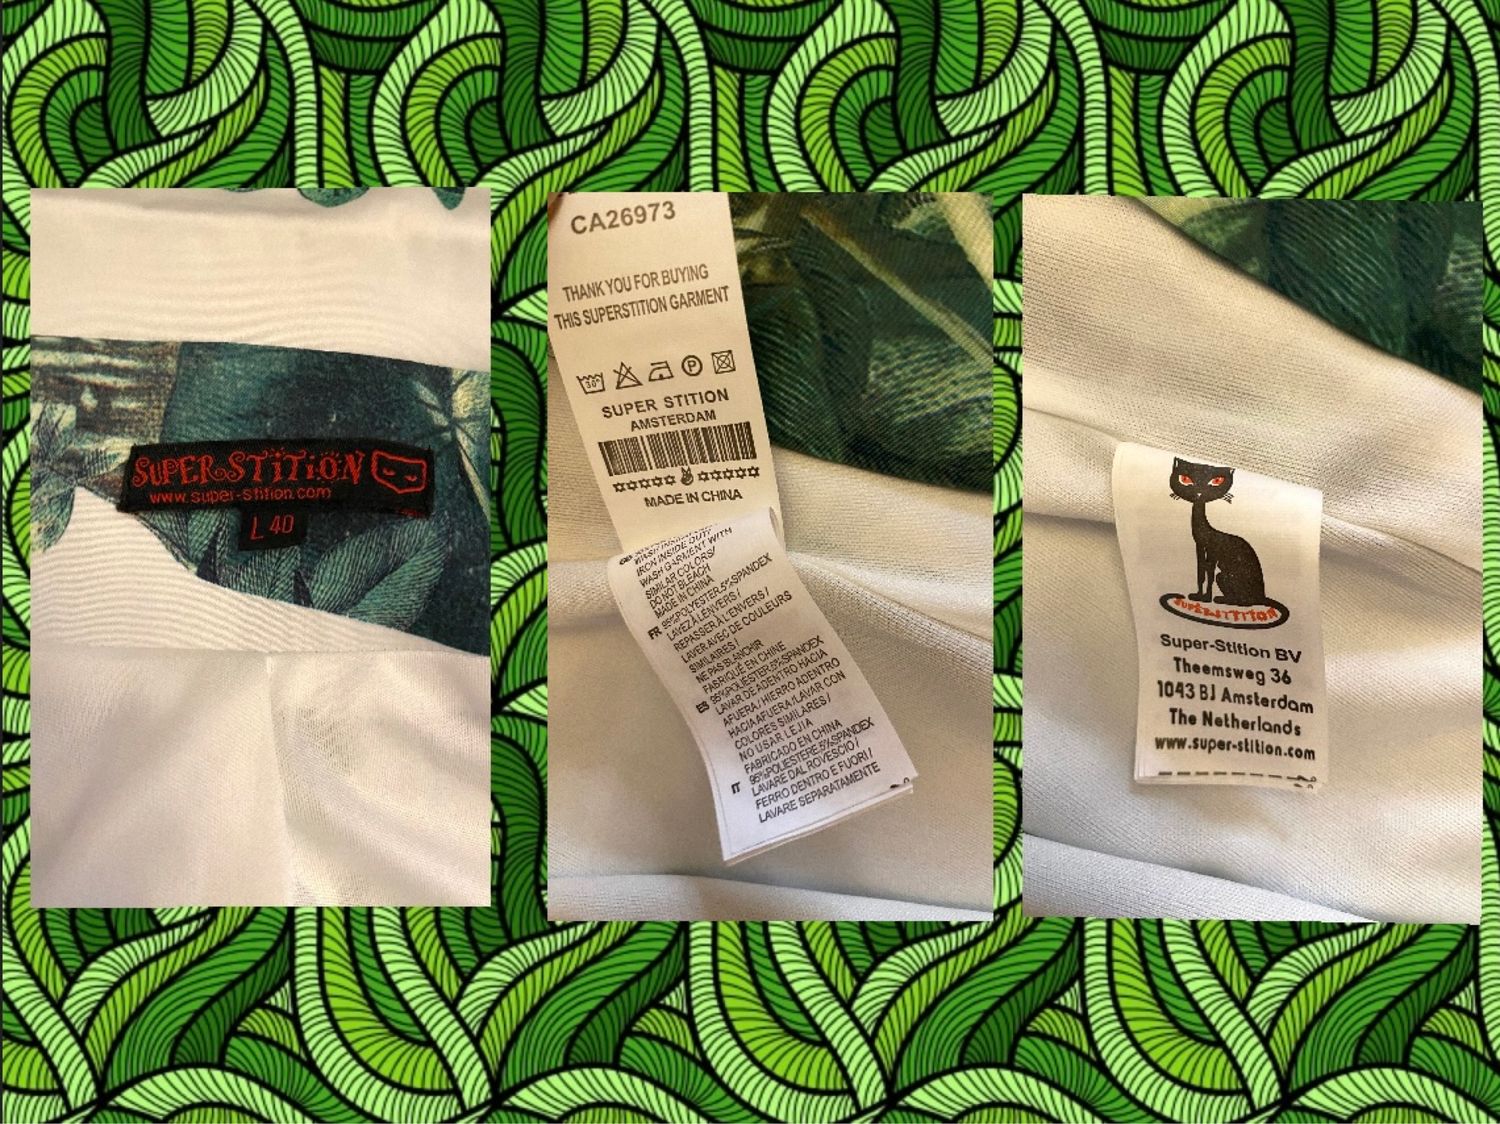 SUPER-STITION
www.super-stition.com
L 40
CA26973
THANK YOU FOR BUYING
THIS SUPERSTITION GARMENT
30°
P
SUPER STITION
AMSTERDAM
MADE IN CHINA
IRON INSIDE OUT/
WASH GARMENT WITH
SIMILAR COLORS/
DO NOT BLEACH
MADE IN CHINA
FR 95%POLYESTER,5%SPANDEX
LAVEZ À L'ENVERS /
REPASSER À L'ENVERS /
LAVER AVEC DE COULEURS
SIMILAIRES /
NE PAS BLANCHIR
FABRIQUÉ EN CHINE
ES 95%POLIÉSTER,5%SPANDEX
LAVAR DE ADENTRO HACIA
AFUERA / HIERRO ADENTRO
HACIA AFUERA / LAVAR CON
COLORES SIMILARES /
NO USAR LEJIA
FABRICADO EN CHINA
IT 95%POLIESTERE,5%SPANDEX
LAVARE DAL ROVESCIO /
FERRO DENTRO E FUORI /
LAVARE SEPARATAMENTE
SUPERSTITION
Super-Stition BV
Theemsweg 36
1043 BJ Amsterdam
The Netherlands
www.super-stition.com